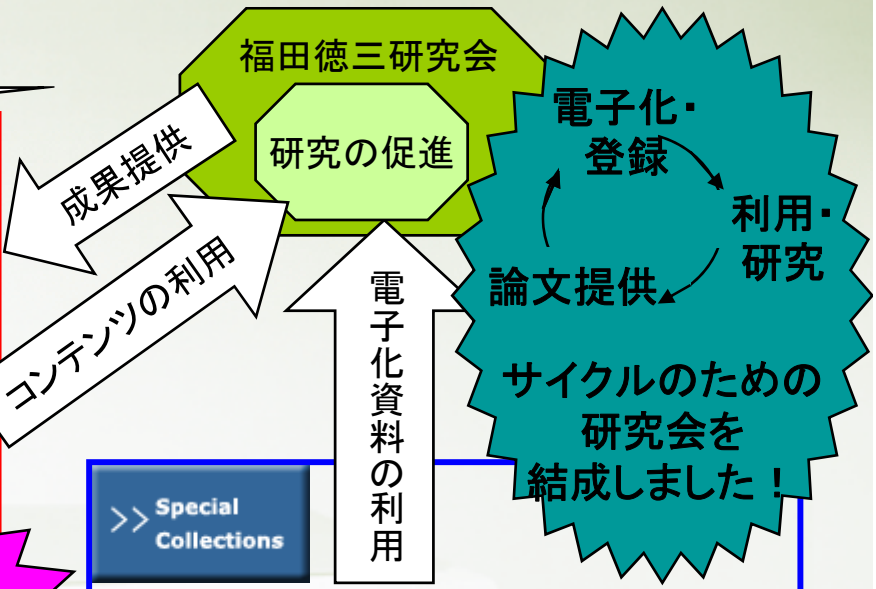 福田徳三研究会
研究の促進
成果提供
コンテンツの利用
電子化資料の利用
電子化・
登録
利用・
研究
論文提供
サイクルのための
研究会を
結成しました！
>> Special
Collections